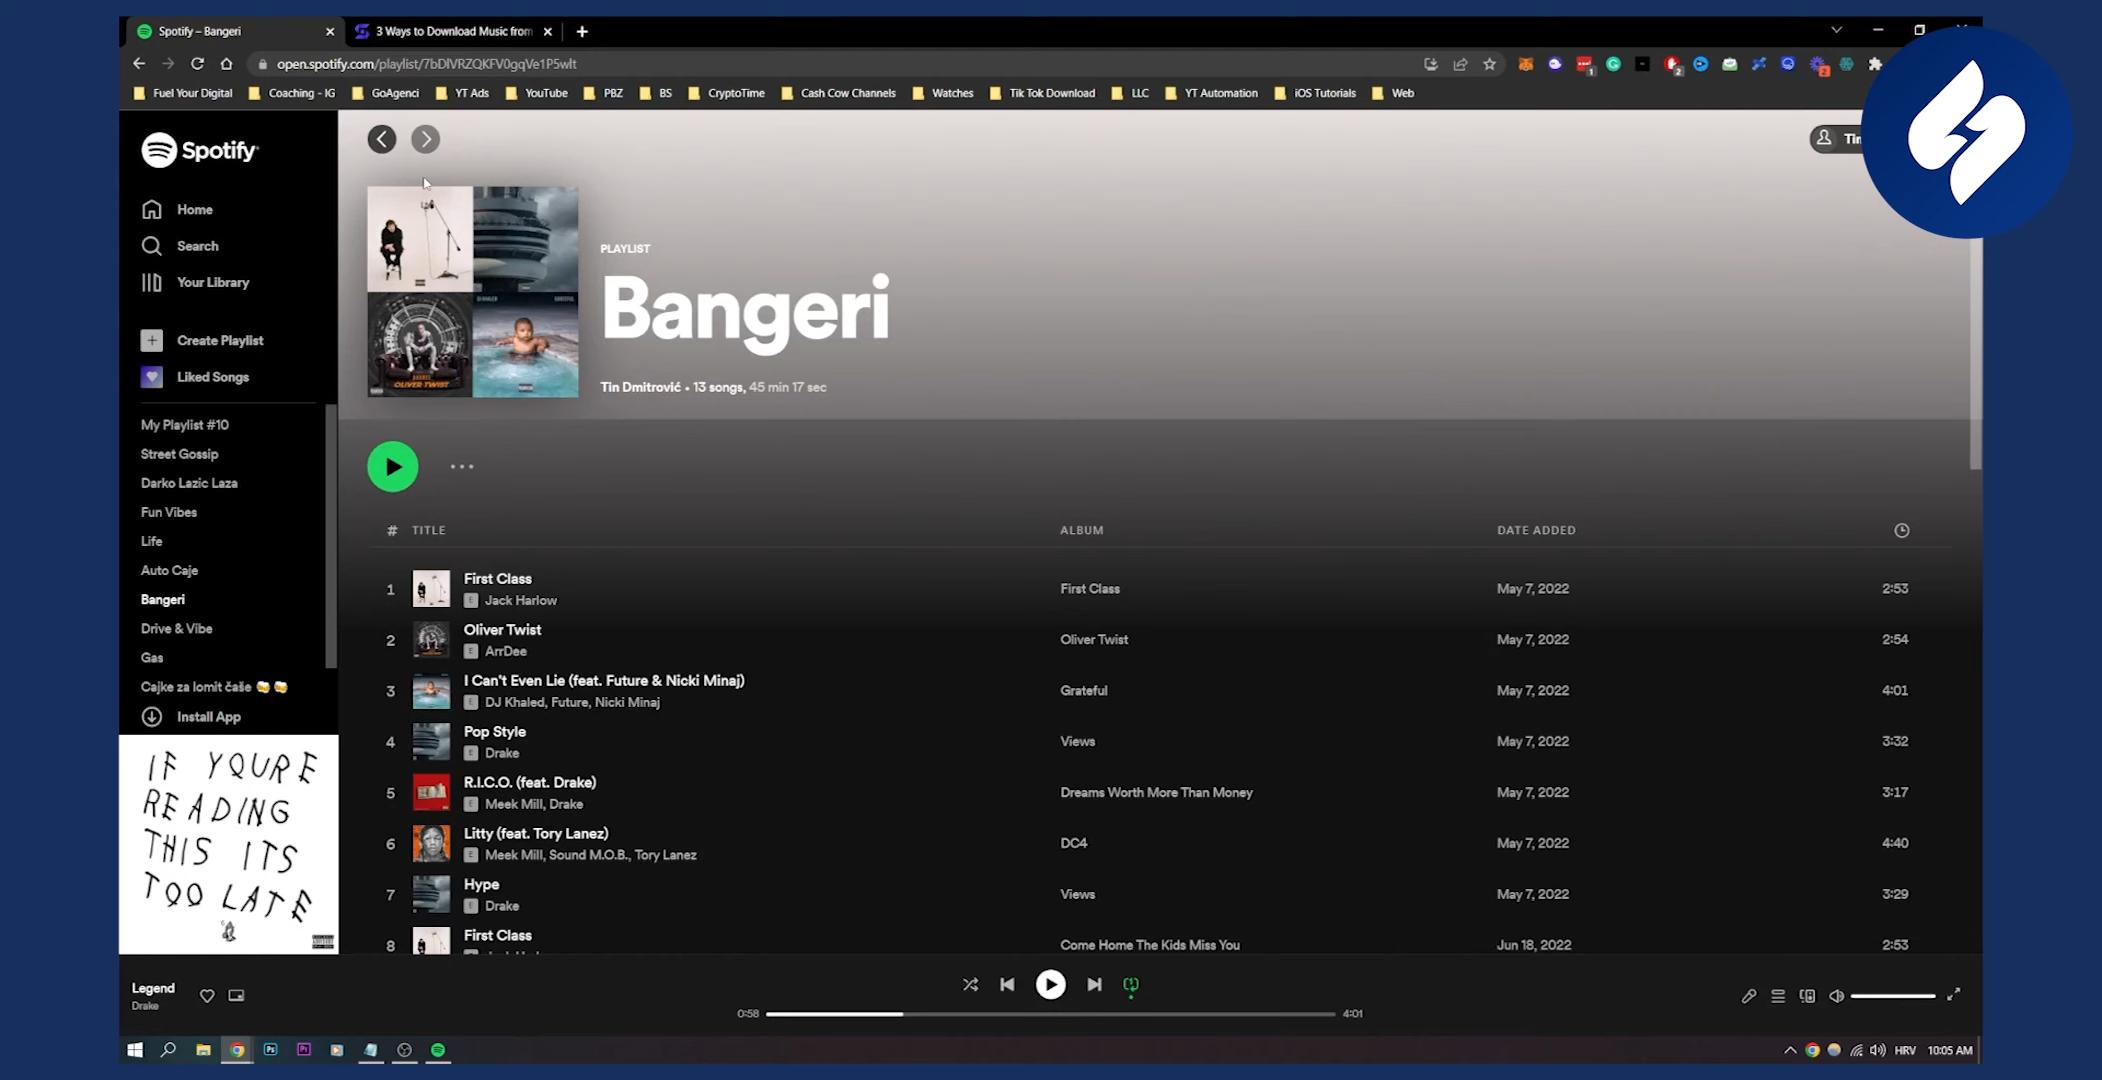 Spotify – Bangeri
3 Ways to Download Music from
open.spotify.com/playlist/7bDlVRZQKFV0gqVe1P5wlt
Fuel Your Digital
Coaching - IG
GoAgenci
YT Ads
YouTube
PBZ
BS
CryptoTime
Cash Cow Channels
Watches
Tik Tok Download
LLC
YT Automation
iOS Tutorials
Web
Spotify
Tin
Home
Search
Your Library
Create Playlist
Liked Songs
My Playlist #10
Street Gossip
Darko Lazic Laza
Fun Vibes
Life
Auto Caje
Bangeri
Drive & Vibe
Gas
Cajke za lomit čaše 🍻 🍻
Install App
IF YOURE
READING
THIS ITS
TOO LATE
OLIVER TWIST
PLAYLIST
Bangeri
Tin Dmitrović • 13 songs, 45 min 17 sec
# TITLE ALBUM DATE ADDED
1 First Class First Class May 7, 2022 2:53
E Jack Harlow
2 Oliver Twist Oliver Twist May 7, 2022 2:54
E ArrDee
3 I Can't Even Lie (feat. Future & Nicki Minaj) Grateful May 7, 2022 4:01
E DJ Khaled, Future, Nicki Minaj
4 Pop Style Views May 7, 2022 3:32
E Drake
5 R.I.C.O. (feat. Drake) Dreams Worth More Than Money May 7, 2022 3:17
E Meek Mill, Drake
6 Litty (feat. Tory Lanez) DC4 May 7, 2022 4:40
E Meek Mill, Sound M.O.B., Tory Lanez
7 Hype Views May 7, 2022 3:29
E Drake
8 First Class Come Home The Kids Miss You Jun 18, 2022 2:53
Legend
Drake
0:58
4:01
HRV
10:05 AM